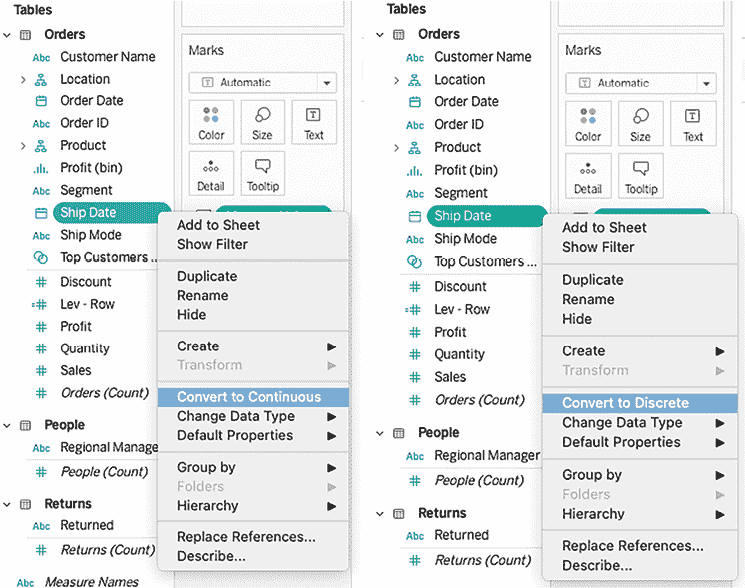 Tables
Orders
Abc Customer Name
Location
Order Date
Abc Order ID
Product
Profit (bin)
Abc Segment
Ship Date
Abc Ship Mode
Top Customers ...
# Discount
=# Lev - Row
# Profit
# Quantity
# Sales
# Orders (Count)
People
Abc Regional Manage
# People (Count)
Returns
Abc Returned
# Returns (Count)
Abc Measure Names
Marks
T Automatic
Color
Size
T Text
Detail
Tooltip
Add to Sheet
Show Filter
Duplicate
Rename
Hide
Create
Transform
Convert to Continuous
Change Data Type
Default Properties
Group by
Folders
Hierarchy
Replace References...
Describe...
Tables
Orders
Abc Customer Name
Location
Order Date
Abc Order ID
Product
Profit (bin)
Abc Segment
Ship Date
Abc Ship Mode
Top Customers ...
# Discount
=# Lev - Row
# Profit
# Quantity
# Sales
# Orders (Count)
People
Abc Regional Manager
# People (Count)
Returns
Abc Returned
# Returns (Count)
Marks
T Automatic
Color
Size
T Text
Detail
Tooltip
Add to Sheet
Show Filter
Duplicate
Rename
Hide
Create
Transform
Convert to Discrete
Change Data Type
Default Properties
Group by
Folders
Hierarchy
Replace References...
Describe...